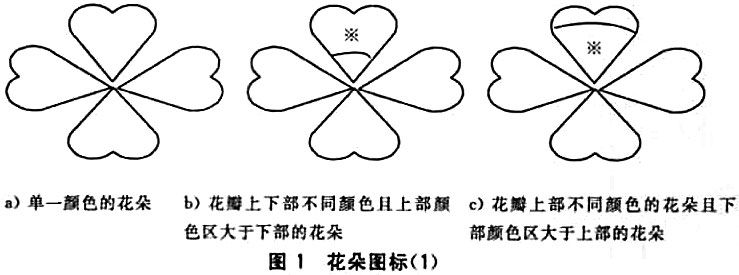 ※
※
a）单一颜色的花朵
b）花瓣上下部不同颜色且上部颜
色区大于下部的花朵
c）花瓣上部不同颜色的花朵且下
部颜色区大于上部的花朵
图 1 花朵图标(1)